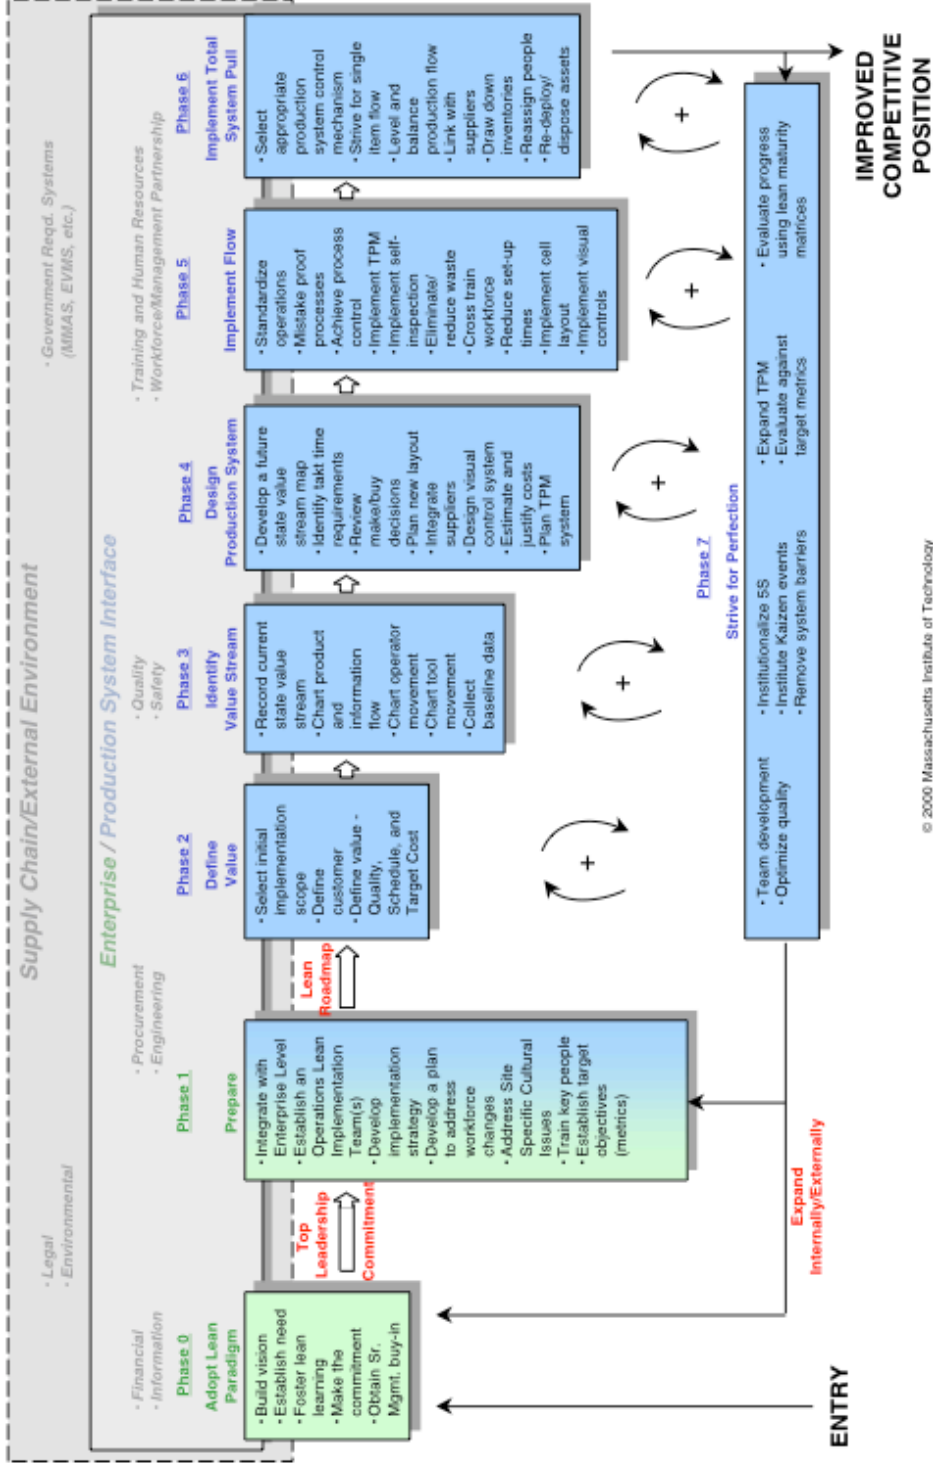 Supply Chain/External Environment
· Legal
· Environmental
· Government Reqd. Systems
(MMAS, EVMS, etc.)
Enterprise / Production System Interface
· Financial
· Information
· Procurement
· Engineering
· Quality
· Safety
· Training and Human Resources
· Workforce/Management Partnership
Phase 0
Adopt Lean
Paradigm
· Build vision
· Establish need
· Foster lean
learning
· Make the
commitment
· Obtain Sr.
Mgmt. buy-in
Top
Leadership
Commitment
Phase 1
Prepare
· Integrate with
Enterprise Level
· Establish an
Operations Lean
Implementation
Team(s)
· Develop
implementation
strategy
· Develop a plan
to address
workforce
changes
· Address Site
Specific Cultural
Issues
· Train key people
· Establish target
objectives
(metrics)
Lean
Roadmap
Phase 2
Define
Value
· Select initial
implementation
scope
· Define
customer
· Define value -
Quality,
Schedule, and
Target Cost
Phase 3
Identify
Value Stream
· Record current
state value
stream
· Chart product
and
information
flow
· Chart operator
movement
· Chart tool
movement
· Collect
baseline data
Phase 4
Design
Production System
· Develop a future
state value
stream map
· Identify takt time
requirements
· Review
make/buy
decisions
· Plan new layout
· Integrate
suppliers
· Design visual
control system
· Estimate and
justify costs
· Plan TPM
system
Phase 5
Implement Flow
· Standardize
operations
· Mistake proof
processes
· Achieve process
control
· Implement TPM
· Implement self-
inspection
· Eliminate/
reduce waste
· Cross train
workforce
· Reduce set-up
times
· Implement cell
layout
· Implement visual
controls
Phase 6
Implement Total
System Pull
· Select
appropriate
production
system control
mechanism
· Strive for single
item flow
· Level and
balance
production flow
· Link with
suppliers
· Draw down
inventories
· Reassign people
· Re-deploy/
dispose assets
+
+
+
+
+
Phase 7
Strive for Perfection
· Team development
· Optimize quality
· Institutionalize 5S
· Institute Kaizen events
· Remove system barriers
· Expand TPM
· Evaluate against
target metrics
· Evaluate progress
using lean maturity
matrices
Expand
Internally/Externally
ENTRY
IMPROVED
COMPETITIVE
POSITION
© 2000 Massachusetts Institute of Technology